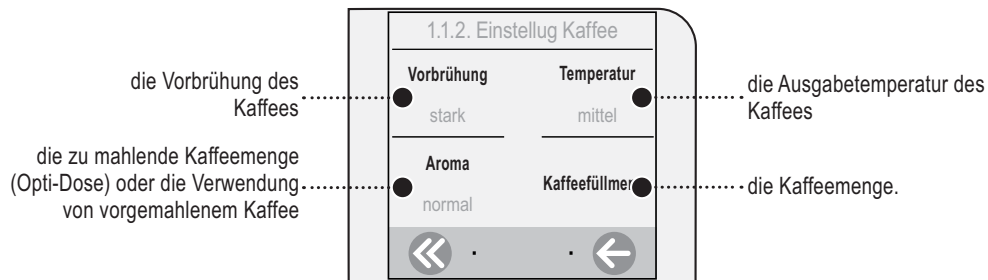 1.1.2. Einstellug Kaffee
die Vorbrühung des
Kaffees
Vorbrühung
stark
Temperatur
mittel
die Ausgabetemperatur des
Kaffees
die zu mahlende Kaffeemenge
(Opti-Dose) oder die Verwendung
von vorgemahlenem Kaffee
Aroma
normal
Kaffeefüllmen
die Kaffeemenge.